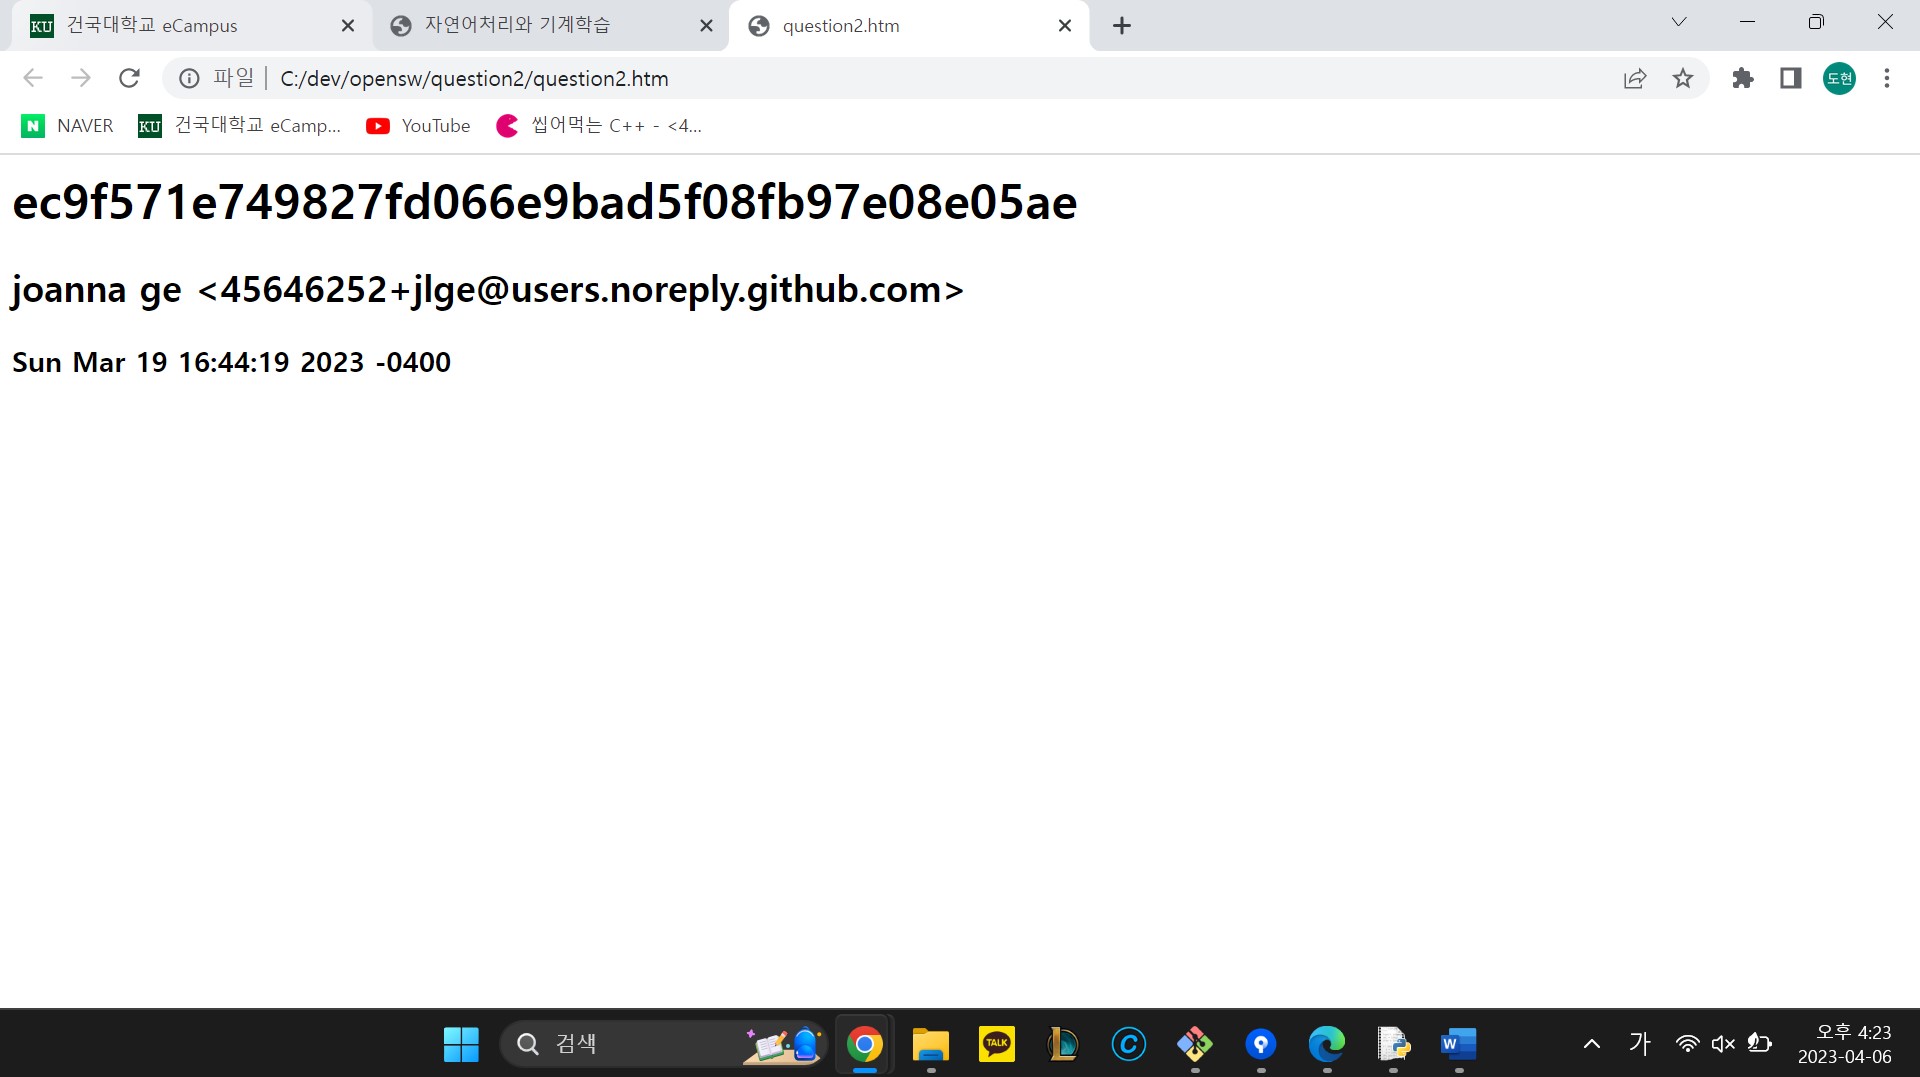 KU 건국대학교 eCampus
자연어처리와 기계학습
question2.htm
파일 C:/dev/opensw/question2/question2.htm
도현
N NAVER
KU 건국대학교 eCamp...
YouTube
씹어먹는 C++ - <4...
ec9f571e749827fd066e9bad5f08fb97e08e05ae
joanna ge <45646252+jlge@users.noreply.github.com>
Sun Mar 19 16:44:19 2023 -0400
검색
TALK
C
W
가
오후 4:23
2023-04-06